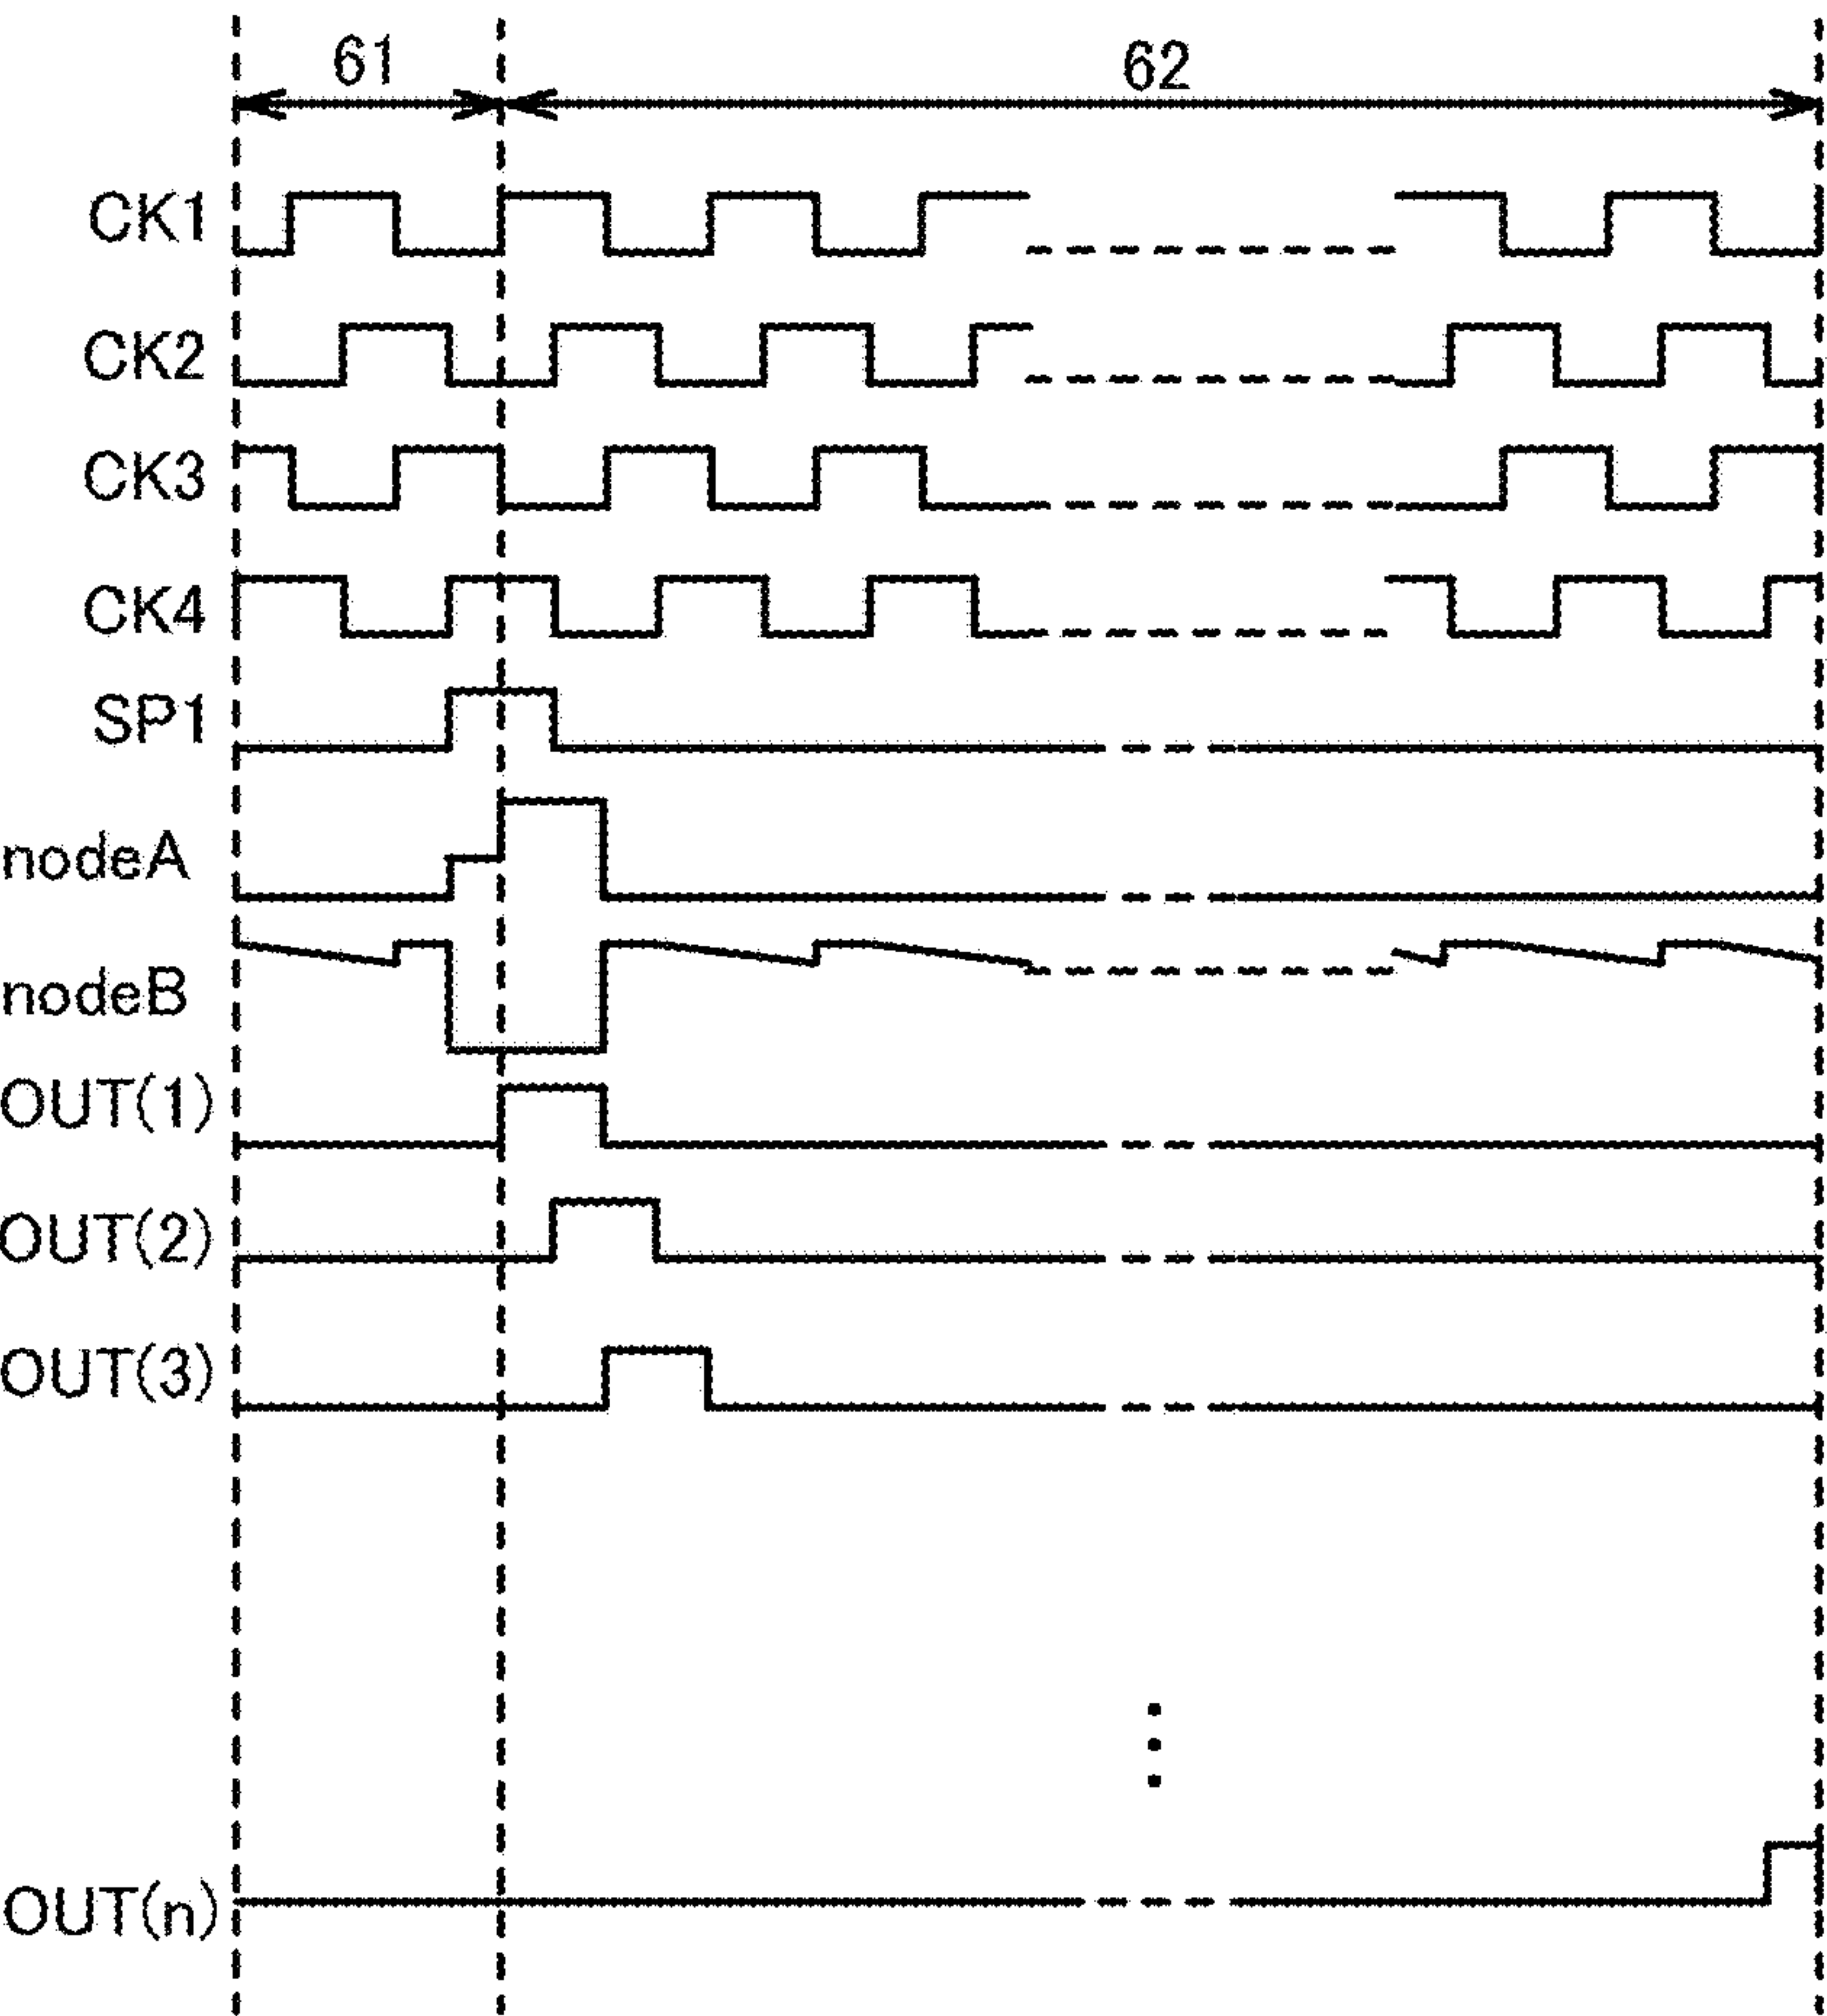 61 62
CK1
CK2
CK3
CK4
SP1
nodeA
nodeB
OUT(1)
OUT(2)
OUT(3)
OUT(n)